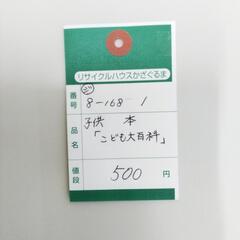 リサイクルハウスかざぐるま
番号 8-168 1
品名 子供 本
「こども大百科」
値段 500 円